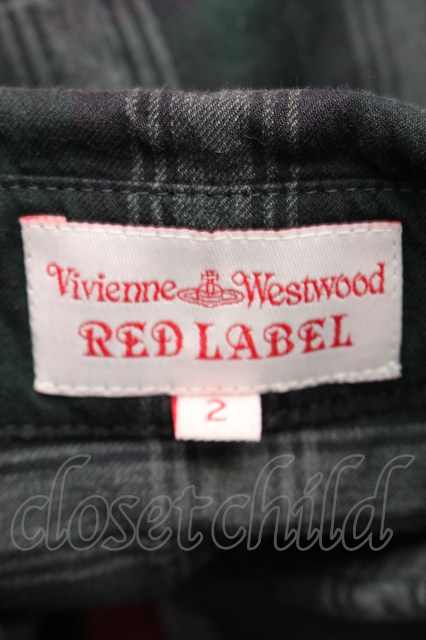 Vivienne Westwood
RED LABEL
2
closetchild